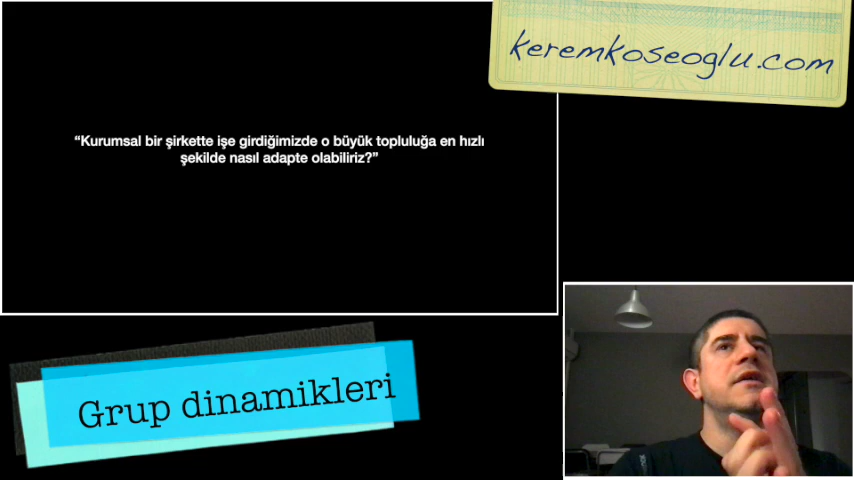 keremkoseoglu.com
“Kurumsal bir şirkette işe girdiğimizde o büyük topluluğa en hızlı
şekilde nasıl adapte olabiliriz?”
Grup dinamikleri